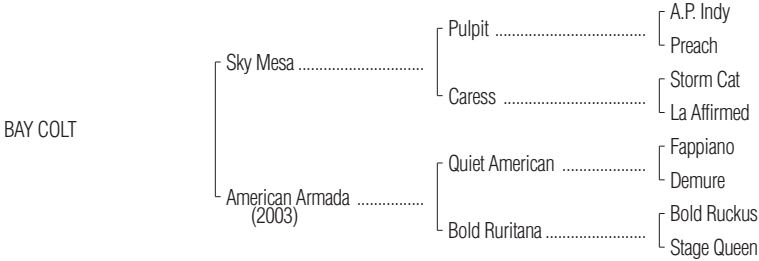 A.P. Indy
Pulpit ....................................
Preach
Sky Mesa ..............................
Storm Cat
Caress ..................................
La Affirmed
BAY COLT
Fappiano
Quiet American ....................
Demure
American Armada ................
(2003)
Bold Ruckus
Bold Ruritana ........................
Stage Queen